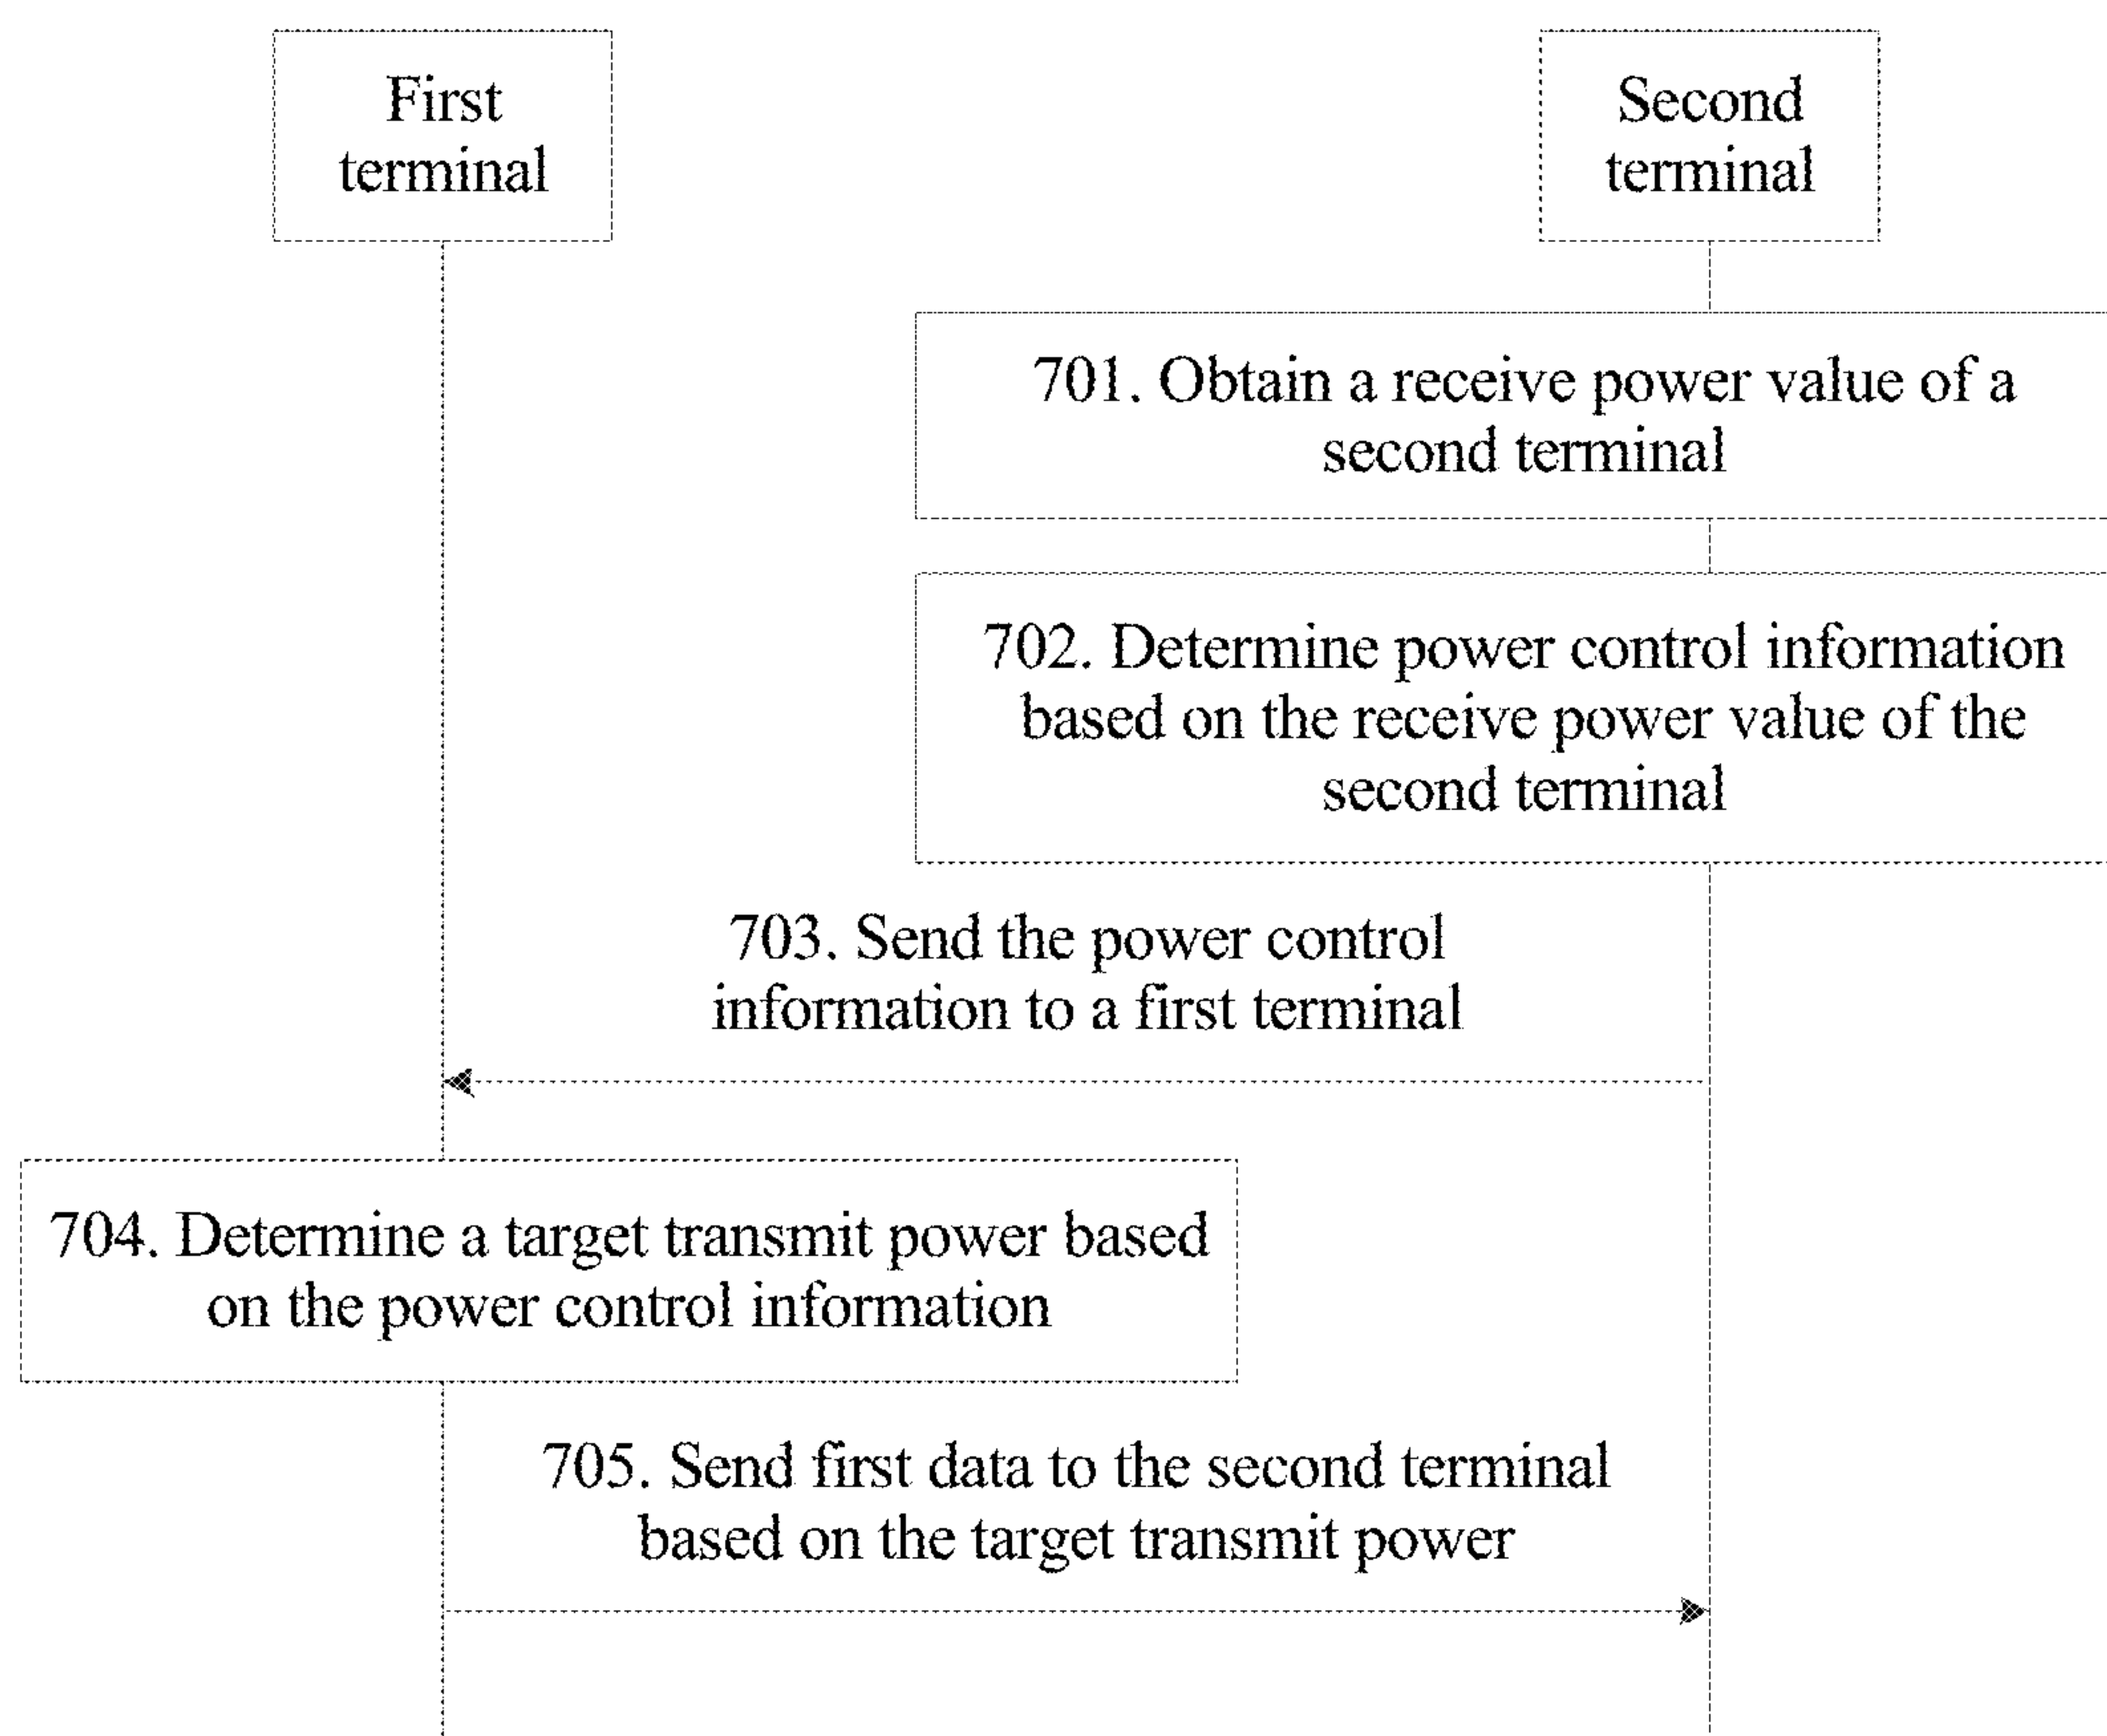 First
terminal
Second
terminal
701. Obtain a receive power value of a
second terminal
702. Determine power control information
based on the receive power value of the
second terminal
703. Send the power control
information to a first terminal
704. Determine a target transmit power based
on the power control information
705. Send first data to the second terminal
based on the target transmit power